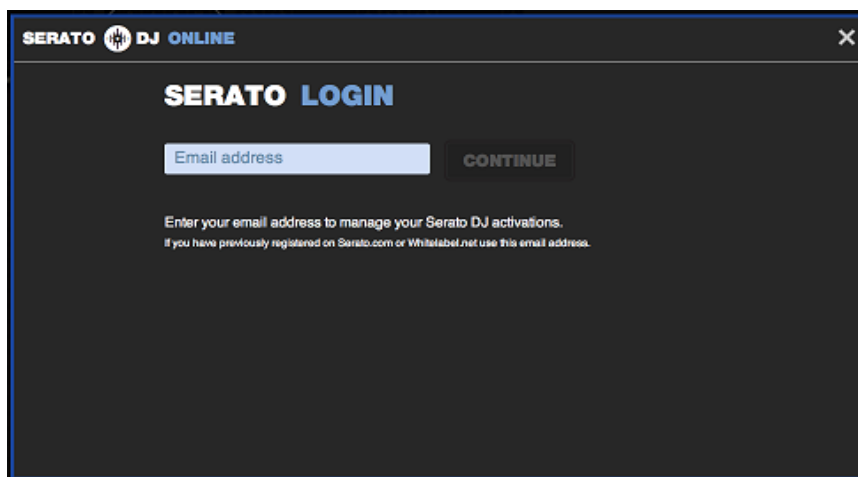 SERATO DJ ONLINE
SERATO LOGIN
Email address
CONTINUE
Enter your email address to manage your Serato DJ activations.
If you have previously registered on Serato.com or Whitelabel.net use this email address.